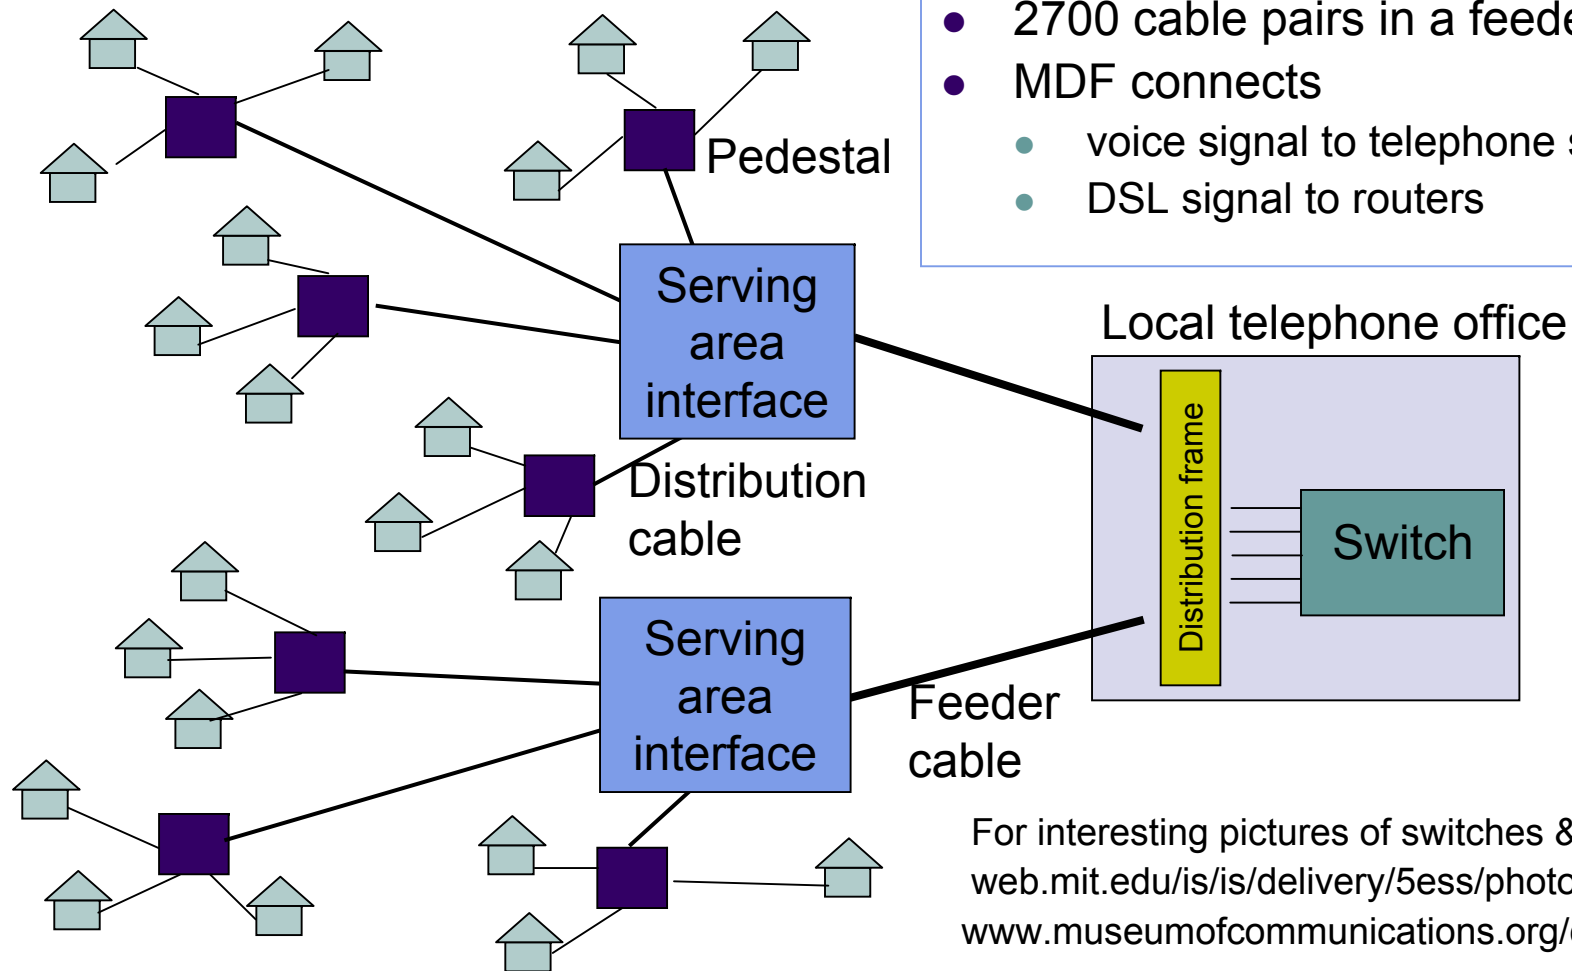 2700 cable pairs in a feede
MDF connects
voice signal to telephone s
DSL signal to routers
Pedestal
Serving
area
interface
Local telephone office
Distribution frame
Switch
Distribution
cable
Serving
area
interface
Feeder
cable
For interesting pictures of switches &
web.mit.edu/is/is/delivery/5ess/photo
www.museumofcommunications.org/